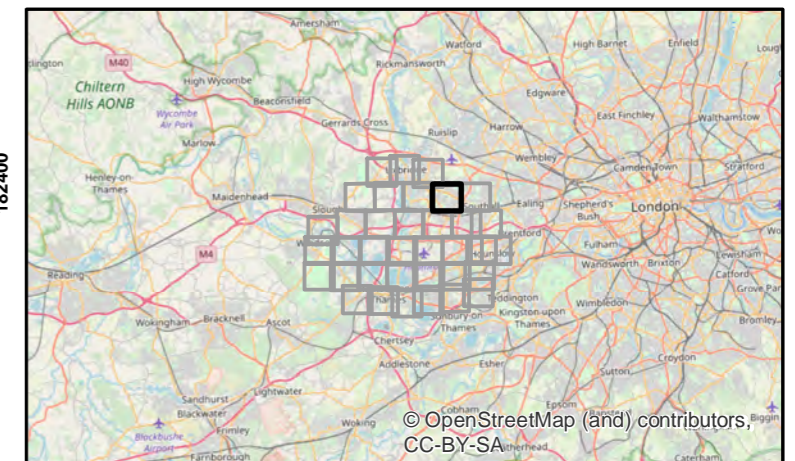 Amersham
Watford
High Barnet
Enfield
M40
Rickmansworth
High Wycombe
Chiltern
Hills AONB
Edgware
Beaconsfield
Wycombe
Air Park
Gerrards Cross
East Finchley
Walthamstow
Ruislip
Harrow
Marlow
Wembley
Camden Town
Stratford
182400
Henley-on-
Thames
Maidenhead
Southall
Ealing
Shepherd's
Bush
London
M4
Fulham
Hounslow
Wandsworth
Brixton
Lewisham
Catford
Reading
Wimbledon
Bromley
Wokingham
Bracknell
Ascot
Sunbury-on-
Thames
Kingston upon
Thames
Chertsey
Croydon
Addlestone
Esher
Sutton
Lightwater
Sandhurst
Blackwater
Cobham
Epsom
Woking
© OpenStreetMap (and) contributors,
CC-BY-SA
Biggin
Blackbushe
Airport
Frimley
Farnborough
Caterham